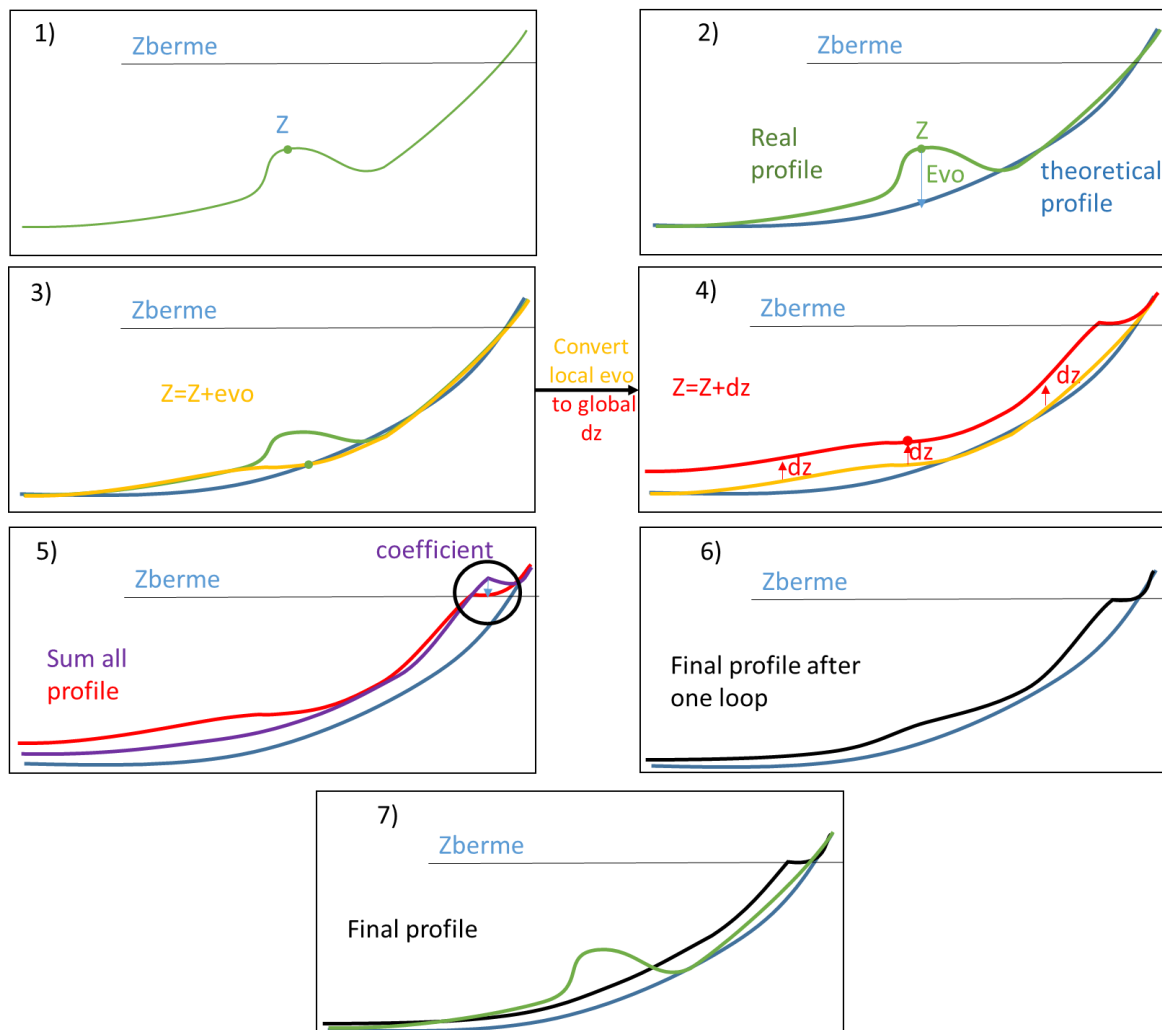 1)
Zberme
Z
2)
Zberme
Real
profile
Z
Evo
theoretical
profile
3)
Zberme
Z=Z+evo
Convert
local evo
to global
dz
4)
Zberme
Z=Z+dz
dz
dz
dz
5)
coefficient
Zberme
Sum all
profile
6)
Zberme
Final profile after
one loop
7)
Zberme
Final profile